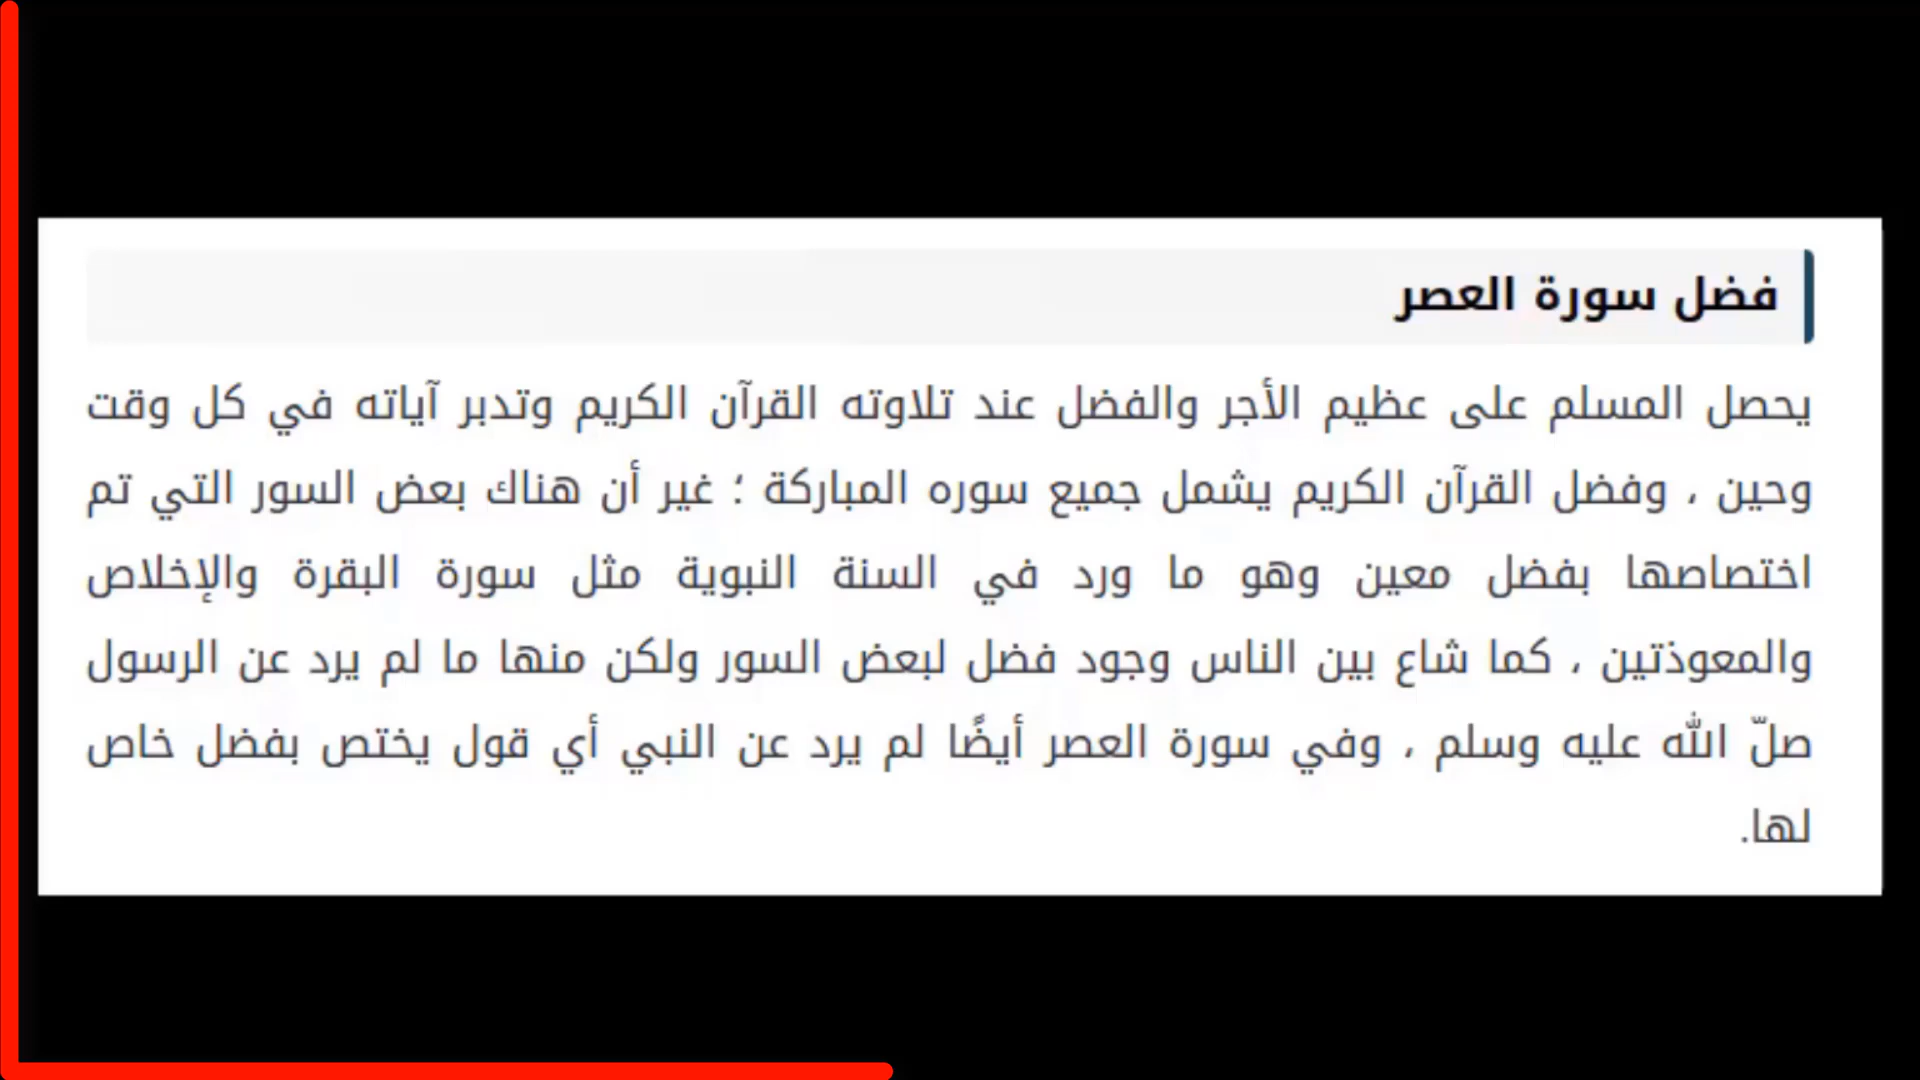 فضل سورة العصر
يحصل المسلم على عظيم الأجر والفضل عند تلاوته القرآن الكريم وتدبر آياته في كل وقت
وحين ، وفضل القرآن الكريم يشمل جميع سوره المباركة ؛ غير أن هناك بعض السور التي تم
اختصاصها بفضل معين وهو ما ورد في السنة النبوية مثل سورة البقرة والإخلاص
والمعوذتين ، كما شاع بين الناس وجود فضل لبعض السور ولكن منها ما لم يرد عن الرسول
صلّ الله عليه وسلم ، وفي سورة العصر أيضًا لم يرد عن النبي أي قول يختص بفضل خاص
لها.